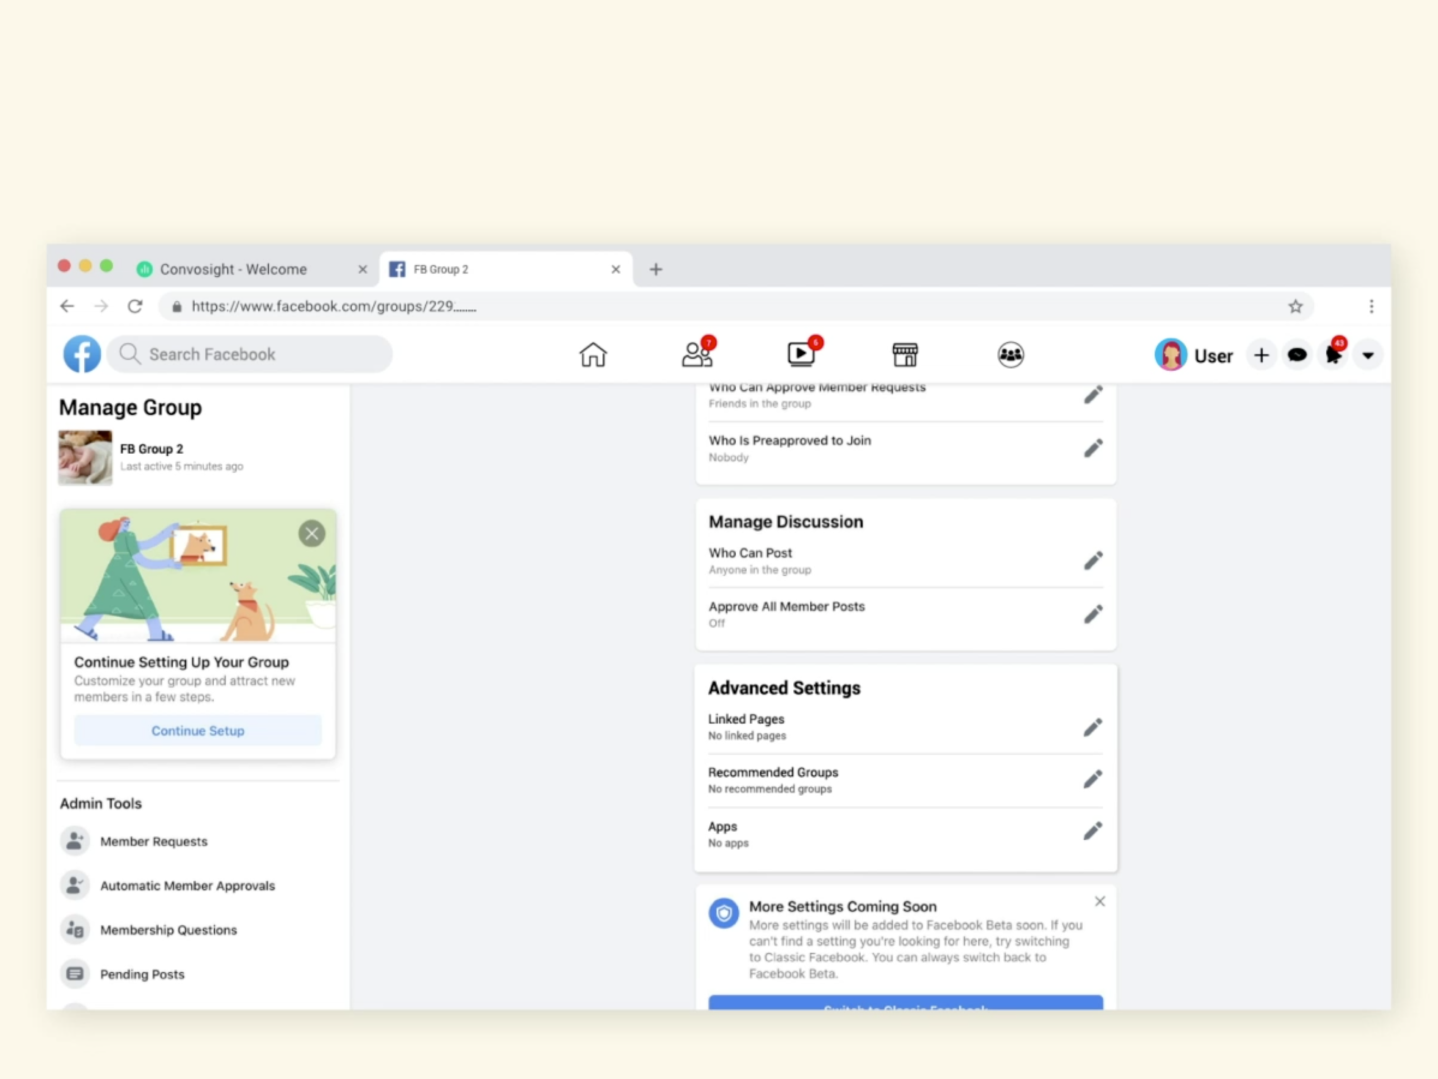 Convosight - Welcome
FB Group 2
https://www.facebook.com/groups/229........
Search Facebook
7
6
User
43
Manage Group
FB Group 2
Last active 5 minutes ago
Continue Setting Up Your Group
Customize your group and attract new
members in a few steps.
Continue Setup
Admin Tools
Member Requests
Automatic Member Approvals
Membership Questions
Pending Posts
Who Can Approve Member Requests
Friends in the group
Who Is Preapproved to Join
Nobody
Manage Discussion
Who Can Post
Anyone in the group
Approve All Member Posts
Off
Advanced Settings
Linked Pages
No linked pages
Recommended Groups
No recommended groups
Apps
No apps
More Settings Coming Soon
More settings will be added to Facebook Beta soon. If you
can't find a setting you're looking for here, try switching
to Classic Facebook. You can always switch back to
Facebook Beta.
Switch to Classic Facebook